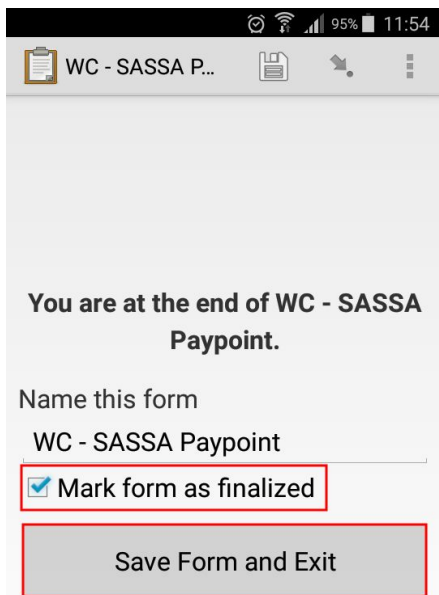 95% 11:54
WC - SASSA P...
You are at the end of WC - SASSA
Paypoint.
Name this form
WC - SASSA Paypoint
Mark form as finalized
Save Form and Exit